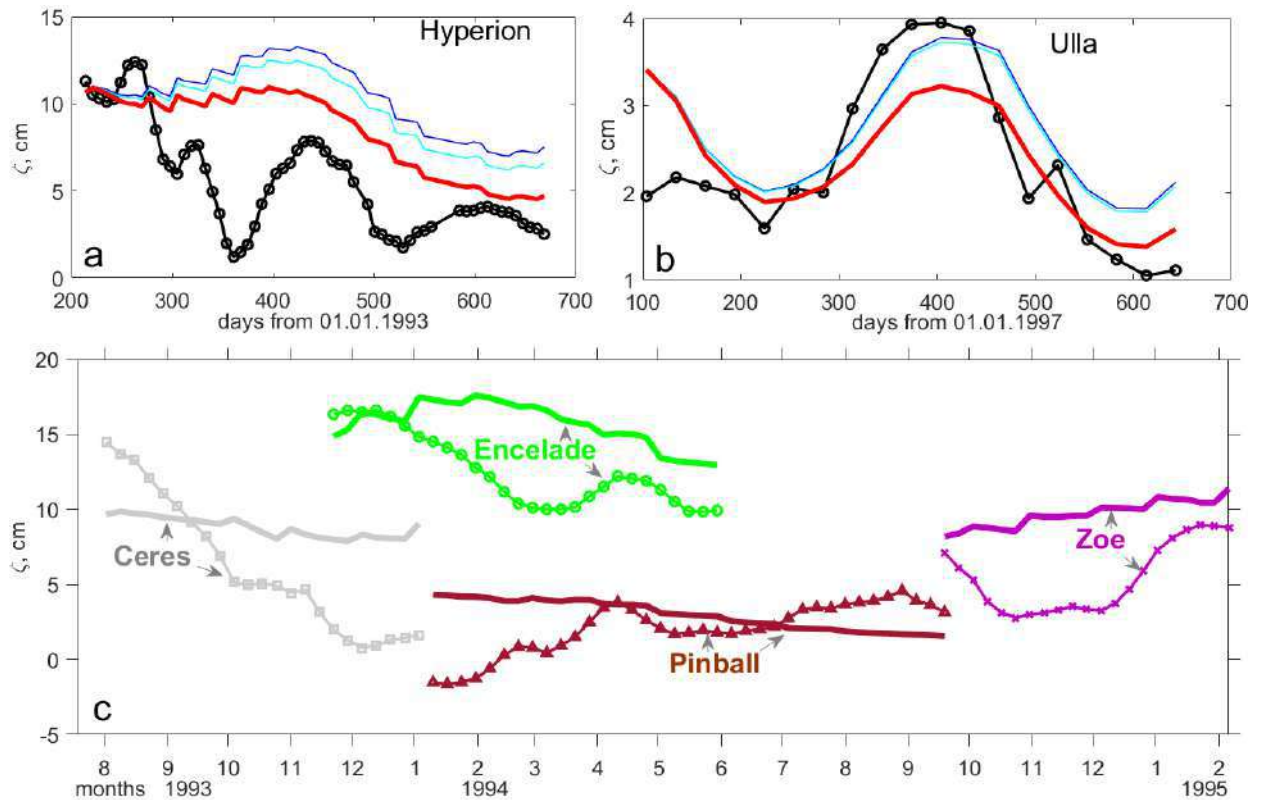 Hyperion
15
10
5
0
ζ, cm
a
200 300 400 500 600 700
days from 01.01.1993
Ulla
4
3
2
1
ζ, cm
b
100 200 300 400 500 600 700
days from 01.01.1997
20
15
10
5
0
-5
ζ, cm
Encelade
Ceres
Zoe
Pinball
c
8 9 10 11 12 1 2 3 4 5 6 7 8 9 10 11 12 1 2
months 1993 1994 1995